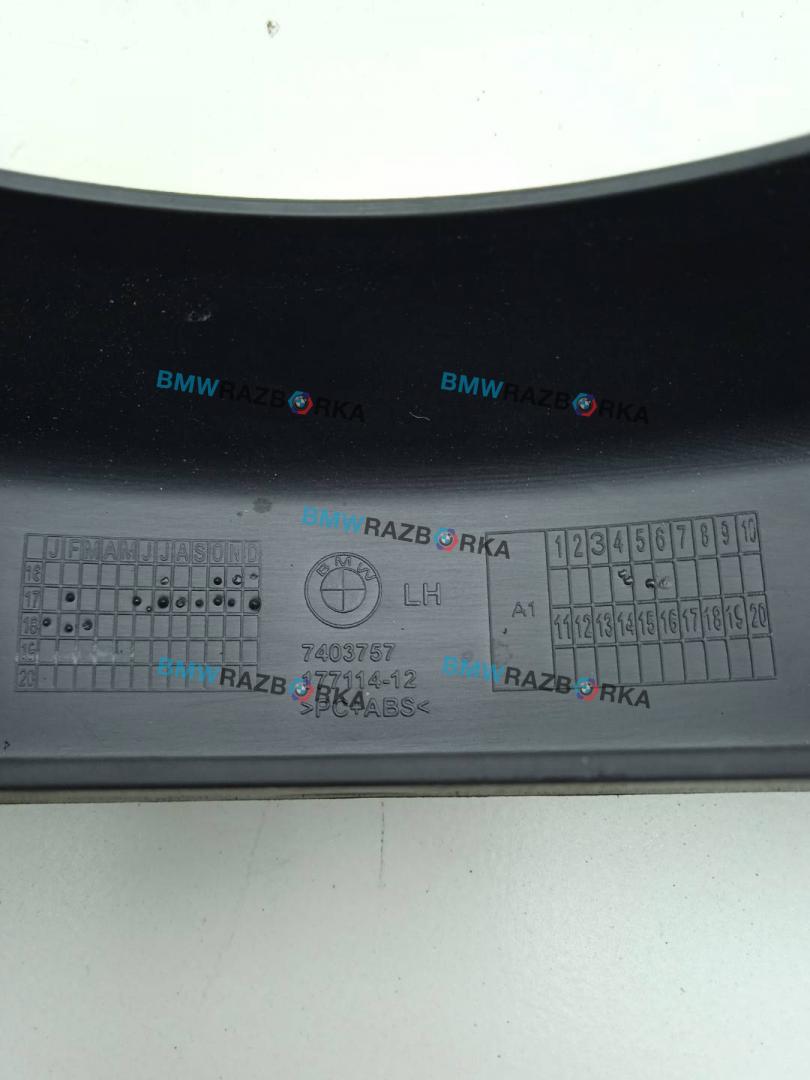 BMWRAZBORKA
BMWRAZBORKA
BMWRAZBORKA
J F M A M J J A S O N D
16
17
18
19
20
BMW
LH
7403757
177114-12
>PC+ABS<
A1
1 2 3 4 5 6 7 8 9 10
11 12 13 14 15 16 17 18 19 20
BMWRAZBORKA
BMWRAZBORKA